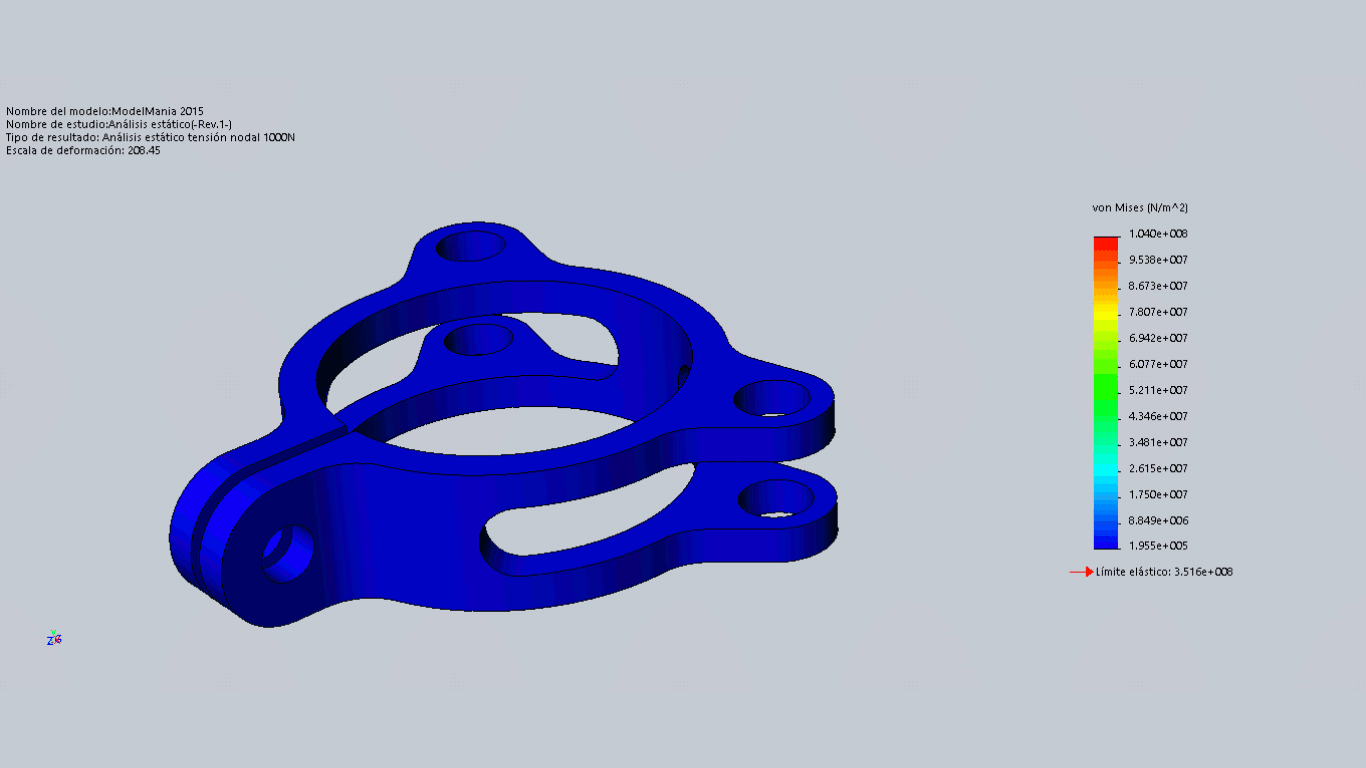 Nombre del modelo:ModelMania 2015
Nombre de estudio:Análisis estático(-Rev.1-)
Tipo de resultado: Análisis estático tensión nodal 1000N
Escala de deformación: 208.45
von Mises (N/m^2)
1.040e+008
9.538e+007
8.673e+007
7.807e+007
6.942e+007
6.077e+007
5.211e+007
4.346e+007
3.481e+007
2.615e+007
1.750e+007
8.849e+006
1.955e+005
Límite elástico: 3.516e+008